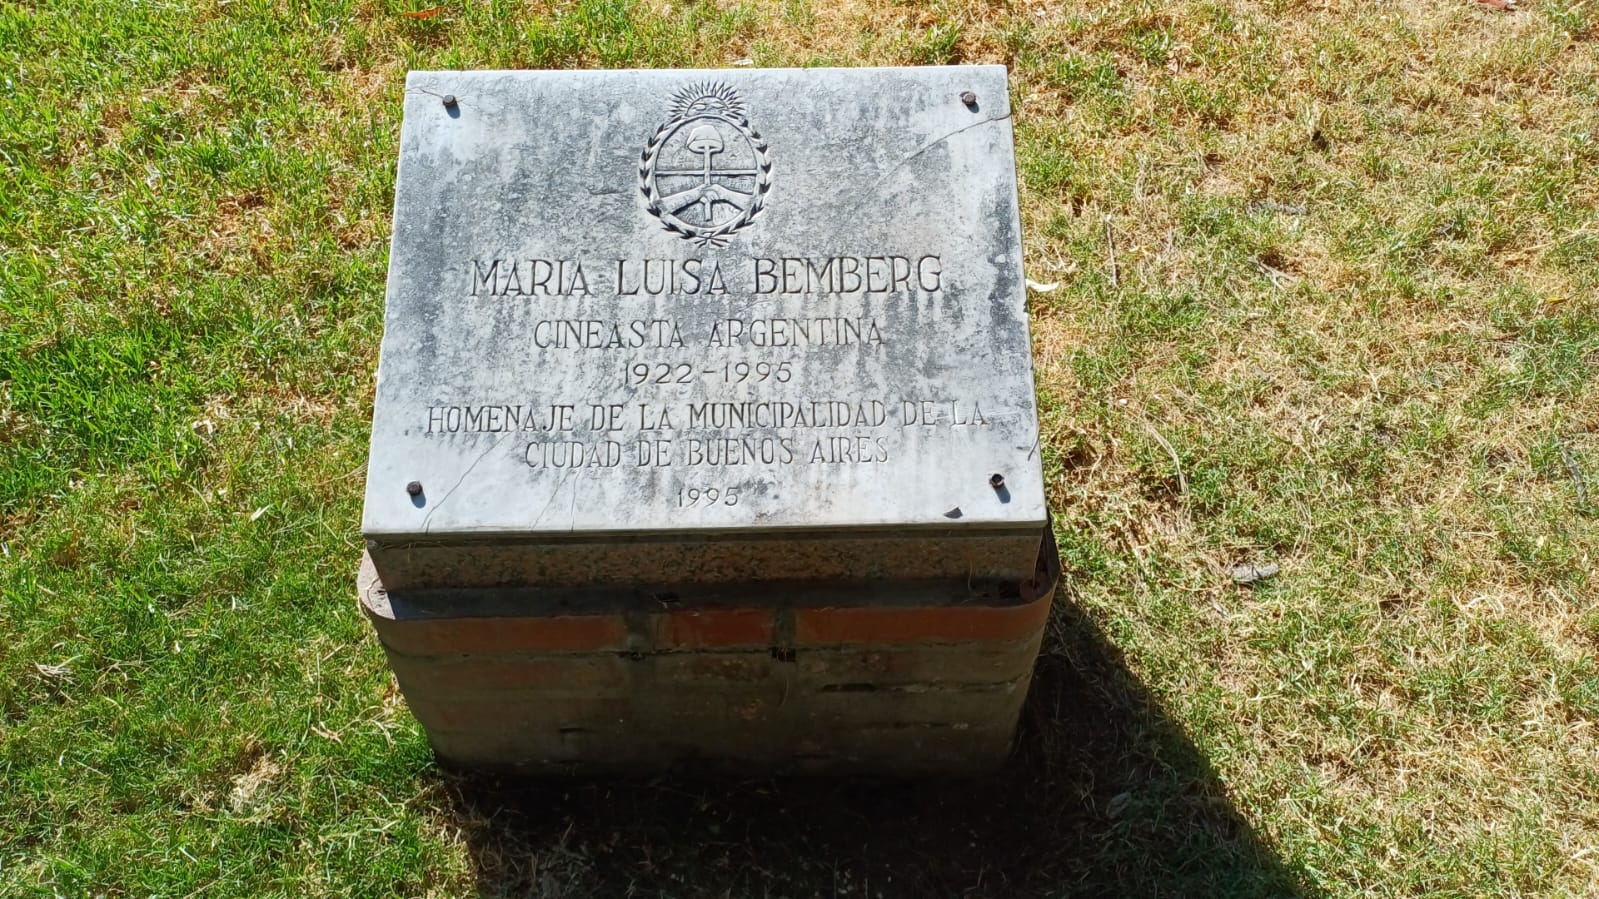 MARIA LUISA BEMBERG
CINEASTA ARGENTINA
1922-1995
HOMENAJE DE LA MUNICIPALIDAD DE LA
CIUDAD DE BUENOS AIRES
1995